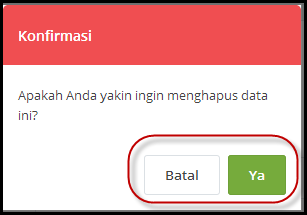 Konfirmasi
Apakah Anda yakin ingin menghapus data
ini?
Batal Ya